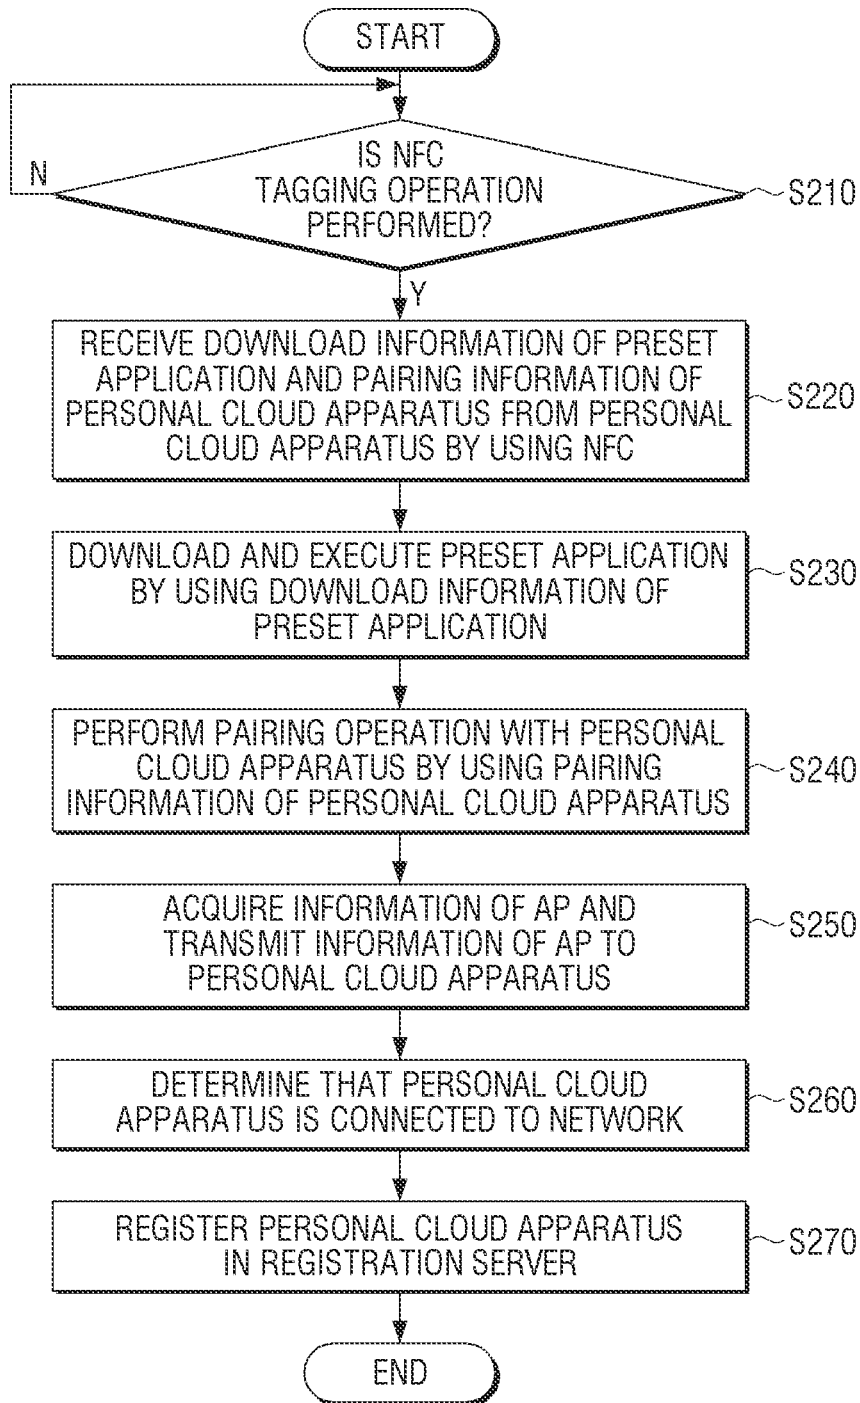 START
IS NFC
TAGGING OPERATION
PERFORMED?
N
S210
Y
RECEIVE DOWNLOAD INFORMATION OF PRESET
APPLICATION AND PAIRING INFORMATION OF
PERSONAL CLOUD APPARATUS FROM PERSONAL
CLOUD APPARATUS BY USING NFC
S220
DOWNLOAD AND EXECUTE PRESET APPLICATION
BY USING DOWNLOAD INFORMATION OF
PRESET APPLICATION
S230
PERFORM PAIRING OPERATION WITH PERSONAL
CLOUD APPARATUS BY USING PAIRING
INFORMATION OF PERSONAL CLOUD APPARATUS
S240
ACQUIRE INFORMATION OF AP AND
TRANSMIT INFORMATION OF AP TO
PERSONAL CLOUD APPARATUS
S250
DETERMINE THAT PERSONAL CLOUD
APPARATUS IS CONNECTED TO NETWORK
S260
REGISTER PERSONAL CLOUD APPARATUS
IN REGISTRATION SERVER
S270
END